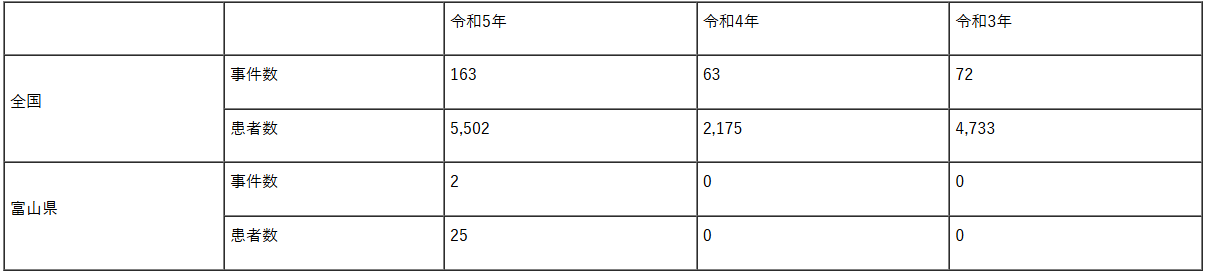 令和5年 令和4年 令和3年
全国 事件数 163 63 72
患者数 5,502 2,175 4,733
富山県 事件数 2 0 0
患者数 25 0 0